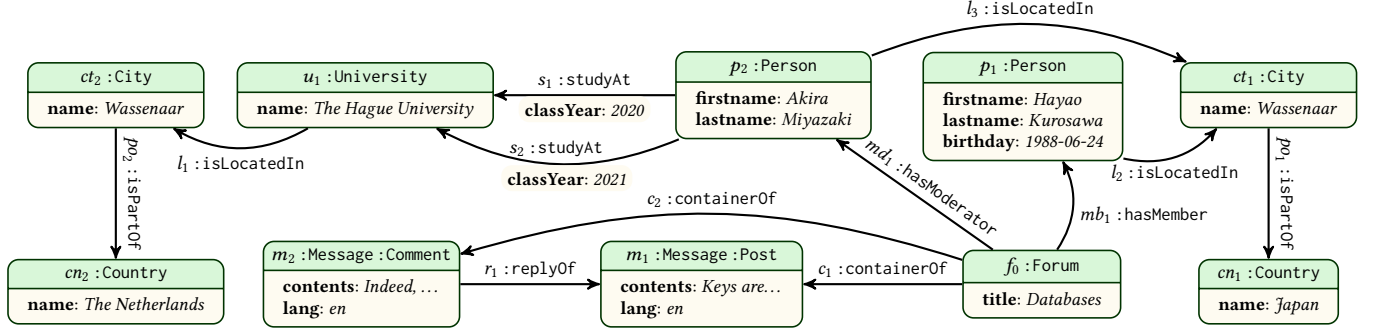 l3 :isLocatedIn
ct2 :City
name: Wassenaar
u1 :University
name: The Hague University
s1 :studyAt
classYear: 2020
p2 :Person
firstname: Akira
lastname: Miyazaki
p1 :Person
firstname: Hayao
lastname: Kurosawa
birthday: 1988-06-24
ct1 :City
name: Wassenaar
l1 :isLocatedIn
s2 :studyAt
classYear: 2021
l2 :isLocatedIn
po2 :isPartOf
md1 :hasModerator
mb1 :hasMember
po1 :isPartOf
c2 :containerOf
cn2 :Country
name: The Netherlands
m2 :Message:Comment
contents: Indeed, …
lang: en
r1 :replyOf
m1 :Message:Post
contents: Keys are…
lang: en
c1 :containerOf
f0 :Forum
title: Databases
cn1 :Country
name: Japan